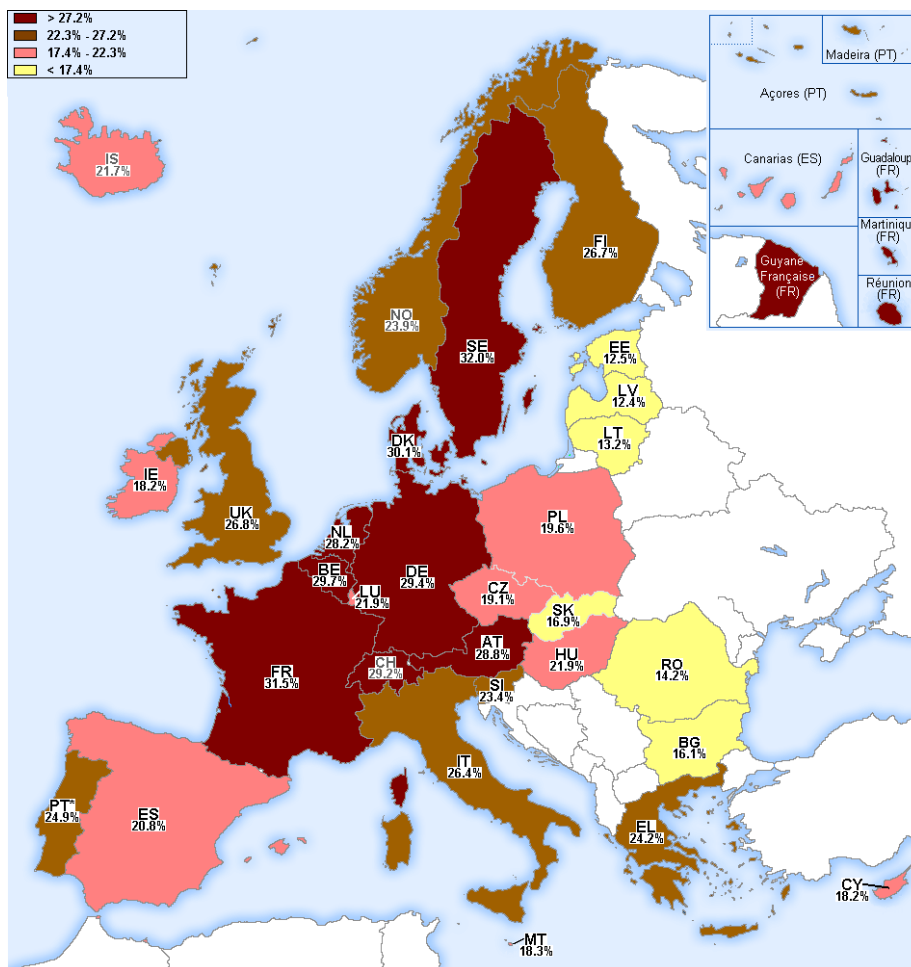 > 27.2%
22.3% - 27.2%
17.4% - 22.3%
< 17.4%
Madeira (PT)
Açores (PT)
Canarias (ES)
Guadaloup
(FR)
Martiniqu
(FR)
Guyane
Française
(FR)
Réunion
(FR)
IS
21.7%
FI
26.7%
NO
23.9%
SE
32.0%
EE
12.5%
LV
12.4%
LT
13.2%
DK
30.1%
IE
18.2%
UK
26.8%
NL
28.2%
PL
19.6%
BE
29.7%
DE
29.4%
LU
21.9%
CZ
19.1%
SK
16.9%
AT
28.8%
HU
21.9%
CH
29.2%
FR
31.5%
RO
14.2%
SI
23.4%
BG
16.1%
IT
26.4%
PT*
24.9%
ES
20.8%
EL
24.2%
CY
18.2%
MT
18.3%